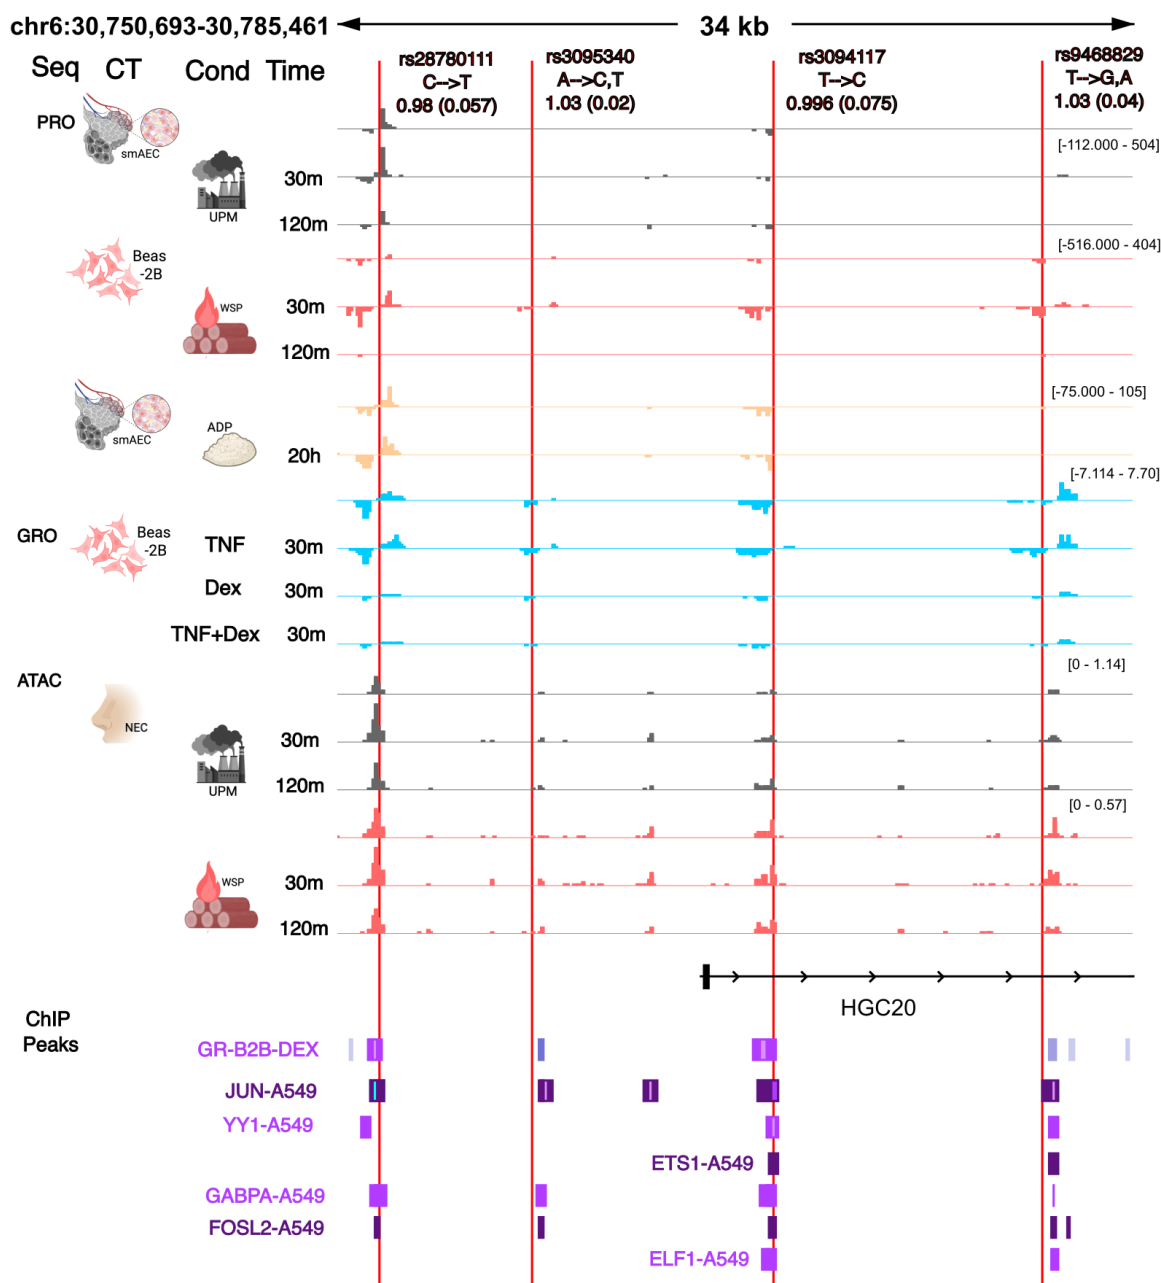 chr6:30,750,693-30,785,461
34 kb
Seq CT Cond Time
rs28780111
C-->T
0.98 (0.057)
rs3095340
A-->C,T
1.03 (0.02)
rs3094117
T-->C
0.996 (0.075)
rs9468829
T-->G,A
1.03 (0.04)
PRO
smAEC
[-112.000 - 504]
UPM
30m
120m
[-516.000 - 404]
Beas
-2B
WSP
30m
120m
[-75.000 - 105]
smAEC
ADP
20h
[-7.114 - 7.70]
GRO
Beas
-2B
TNF 30m
Dex 30m
TNF+Dex 30m
ATAC
[0 - 1.14]
NEC
30m
UPM
120m
[0 - 0.57]
WSP
30m
120m
HGC20
ChIP
Peaks
GR-B2B-DEX
JUN-A549
YY1-A549
ETS1-A549
GABPA-A549
FOSL2-A549
ELF1-A549